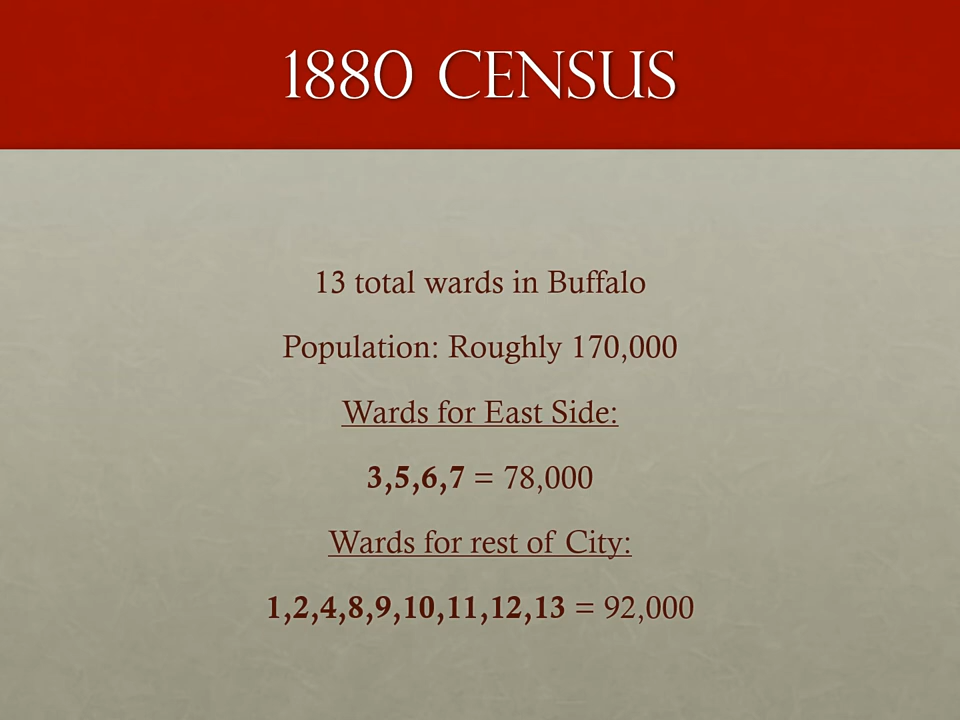 1880 CENSUS
13 total wards in Buffalo
Population: Roughly 170,000
Wards for East Side:
3,5,6,7 = 78,000
Wards for rest of City:
1,2,4,8,9,10,11,12,13 = 92,000